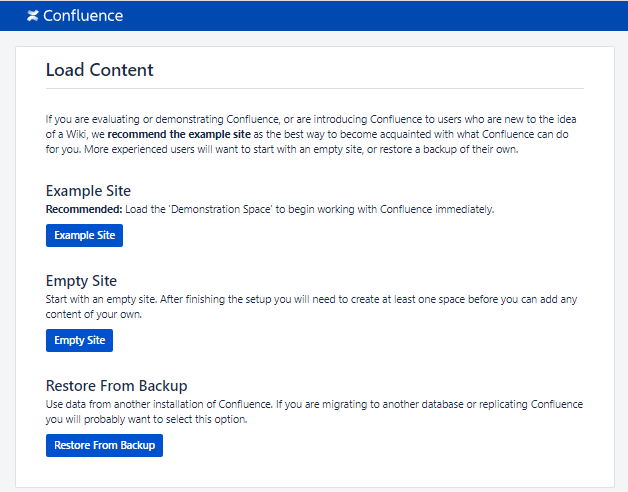 Confluence
Load Content
If you are evaluating or demonstrating Confluence, or are introducing Confluence to users who are new to the idea
of a Wiki, we recommend the example site as the best way to become acquainted with what Confluence can do
for you. More experienced users will want to start with an empty site, or restore a backup of their own.
Example Site
Recommended: Load the 'Demonstration Space' to begin working with Confluence immediately.
Example Site
Empty Site
Start with an empty site. After finishing the setup you will need to create at least one space before you can add any
content of your own.
Empty Site
Restore From Backup
Use data from another installation of Confluence. If you are migrating to another database or replicating Confluence
you will probably want to select this option.
Restore From Backup